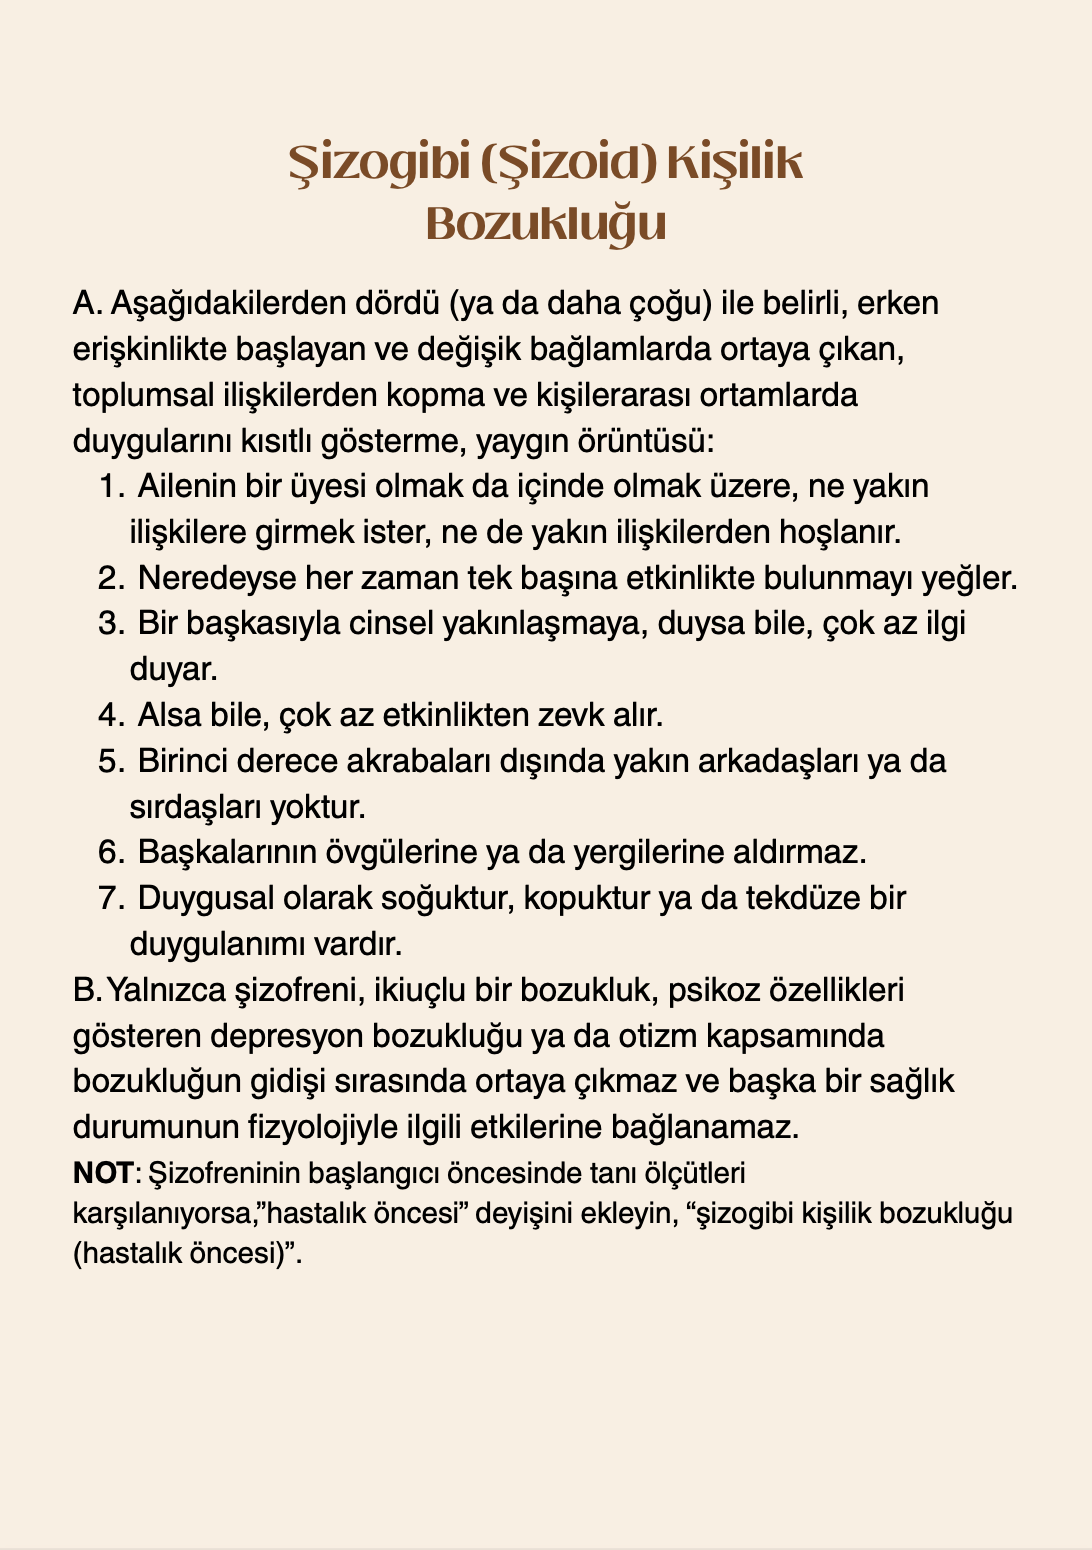 Şizogibi (Şizoid) Kişilik
Bozukluğu
A. Aşağıdakilerden dördü (ya da daha çoğu) ile belirli, erken
erişkinlikte başlayan ve değişik bağlamlarda ortaya çıkan,
toplumsal ilişkilerden kopma ve kişilerarası ortamlarda
duygularını kısıtlı gösterme, yaygın örüntüsü:
1. Ailenin bir üyesi olmak da içinde olmak üzere, ne yakın
ilişkilere girmek ister, ne de yakın ilişkilerden hoşlanır.
2. Neredeyse her zaman tek başına etkinlikte bulunmayı yeğler.
3. Bir başkasıyla cinsel yakınlaşmaya, duysa bile, çok az ilgi
duyar.
4. Alsa bile, çok az etkinlikten zevk alır.
5. Birinci derece akrabaları dışında yakın arkadaşları ya da
sırdaşları yoktur.
6. Başkalarının övgülerine ya da yergilerine aldırmaz.
7. Duygusal olarak soğuktur, kopuktur ya da tekdüze bir
duygulanımı vardır.
B. Yalnızca şizofreni, ikiuçlu bir bozukluk, psikoz özellikleri
gösteren depresyon bozukluğu ya da otizm kapsamında
bozukluğun gidişi sırasında ortaya çıkmaz ve başka bir sağlık
durumunun fizyolojiyle ilgili etkilerine bağlanamaz.
NOT: Şizofreninin başlangıcı öncesinde tanı ölçütleri
karşılanıyorsa,”hastalık öncesi” deyişini ekleyin, “şizogibi kişilik bozukluğu
(hastalık öncesi)”.